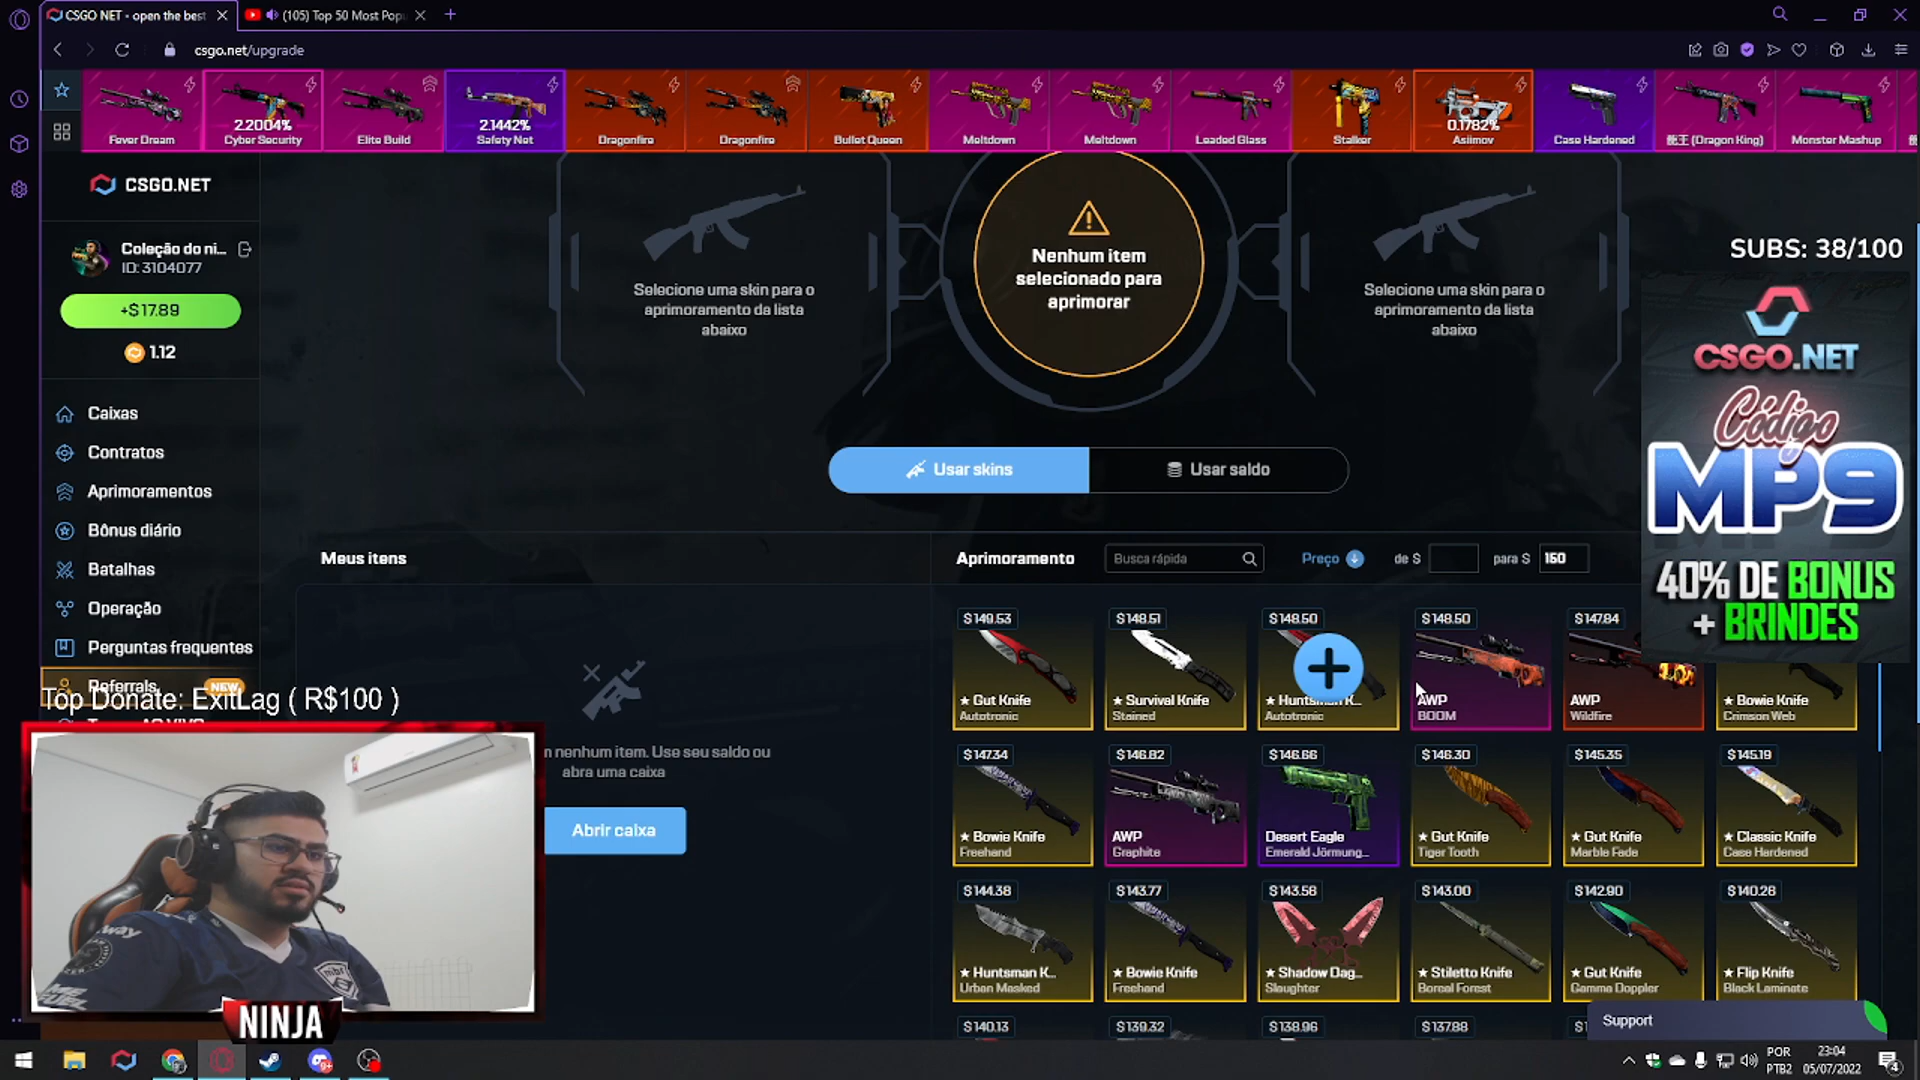 CSGO NET - open the best
(105) Top 50 Most Popu
csgo.net/upgrade
Fever Dream
2.2004%
Cyber Security
Elite Build
2.1442%
Safety Net
Dragonfire
Dragonfire
Bullet Queen
Meltdown
Meltdown
Leaded Glass
Stalker
0.1782%
Asiimov
Case Hardened
(Dragon King)
Monster Mashup
CSGO.NET
Coleção do ni...
ID: 3104077
+$17.89
1.12
Caixas
Contratos
Aprimoramentos
Bônus diário
Batalhas
Operação
Perguntas frequentes
Referrals
NEW
Top Donate: ExitLag ( R$100 )
NINJA
Selecione uma skin para o
aprimoramento da lista
abaixo
Nenhum item
selecionado para
aprimorar
Selecione uma skin para o
aprimoramento da lista
abaixo
Usar skins
Usar saldo
SUBS: 38/100
CSGO.NET
Código
MP9
40% DE BONUS
+ BRINDES
Meus itens
nenhum item. Use seu saldo ou
abra uma caixa
Abrir caixa
Aprimoramento
Busca rápida
Preço
de $
para $
150
$149.53
★ Gut Knife
Autotronic
$148.51
★ Survival Knife
Stained
$148.50
★ Huntsman K...
Autotronic
$148.50
AWP
BOOM
$147.84
AWP
Wildfire
★ Bowie Knife
Crimson Web
$147.34
★ Bowie Knife
Freehand
$146.82
AWP
Graphite
$146.66
Desert Eagle
Emerald Jörmung...
$146.30
★ Gut Knife
Tiger Tooth
$145.35
★ Gut Knife
Marble Fade
$145.19
★ Classic Knife
Case Hardened
$144.38
★ Huntsman K...
Urban Masked
$143.77
★ Bowie Knife
Freehand
$143.58
★ Shadow Dag...
Slaughter
$143.00
★ Stiletto Knife
Boreal Forest
$142.90
★ Gut Knife
Gamma Doppler
$140.28
★ Flip Knife
Black Laminate
$140.13
$139.32
$138.96
$137.88
Support
POR
PTB2
23:04
05/07/2022